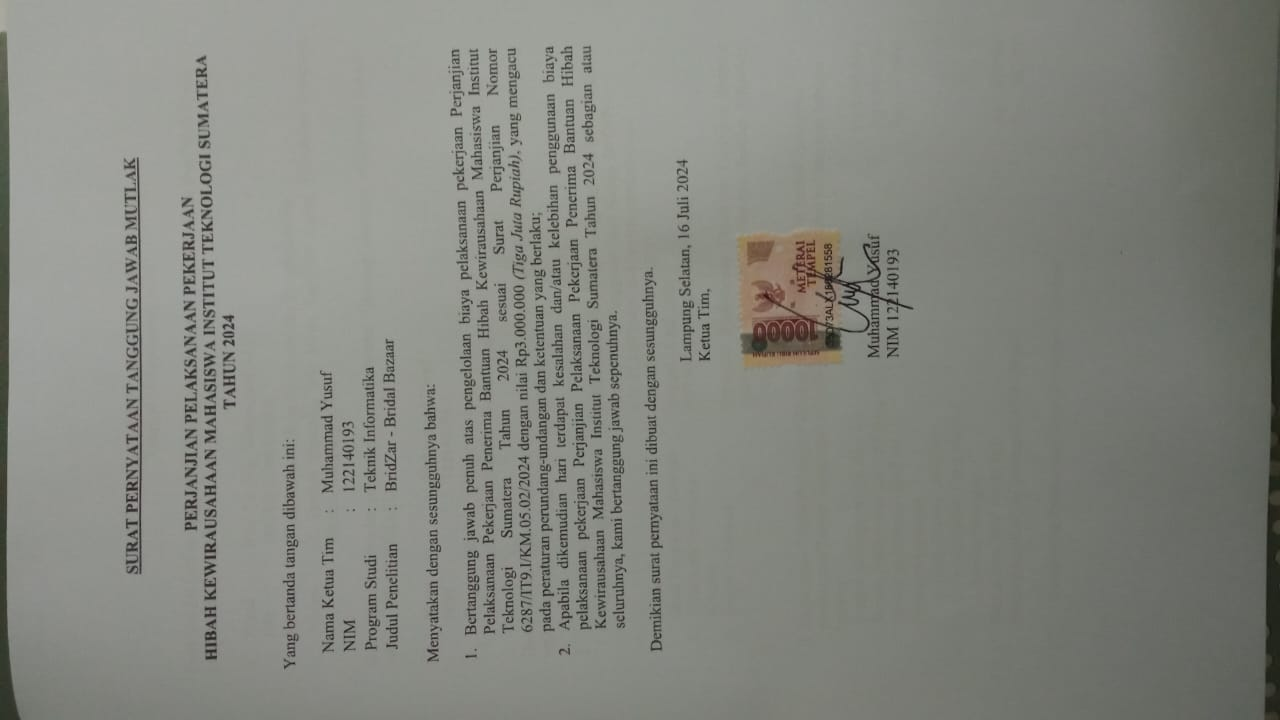 SURAT PERNYATAAN TANGGUNG JAWAB MUTLAK
PERJANJIAN PELAKSANAAN PEKERJAAN
HIBAH KEWIRAUSAHAAN MAHASISWA INSTITUT TEKNOLOGI SUMATERA
TAHUN 2024
Yang bertanda tangan dibawah ini:
Nama Ketua Tim : Muhammad Yusuf
NIM : 122140193
Program Studi : Teknik Informatika
Judul Penelitian : BridZar - Bridal Bazaar
Menyatakan dengan sesungguhnya bahwa:
1. Bertanggung jawab penuh atas pengelolaan biaya pelaksanaan pekerjaan Perjanjian
Pelaksanaan Pekerjaan Penerima Bantuan Hibah Kewirausahaan Mahasiswa Institut
Teknologi Sumatera Tahun 2024 sesuai Surat Perjanjian Nomor
6287/IT9.1/KM.05.02/2024 dengan nilai Rp3.000.000 (Tiga Juta Rupiah), yang mengacu
pada peraturan perundang-undangan dan ketentuan yang berlaku;
2. Apabila dikemudian hari terdapat kesalahan dan/atau kelebihan penggunaan biaya
pelaksanaan pekerjaan Perjanjian Pelaksanaan Pekerjaan Penerima Bantuan Hibah
Kewirausahaan Mahasiswa Institut Teknologi Sumatera Tahun 2024 sebagian atau
seluruhnya, kami bertanggung jawab sepenuhnya.
Demikian surat pernyataan ini dibuat dengan sesungguhnya.
Lampung Selatan, 16 Juli 2024
Ketua Tim,
SEPULUH RIBU RUPIAH
10000
METERAI
TEMPEL
Muhammad Yusuf
NIM 122140193